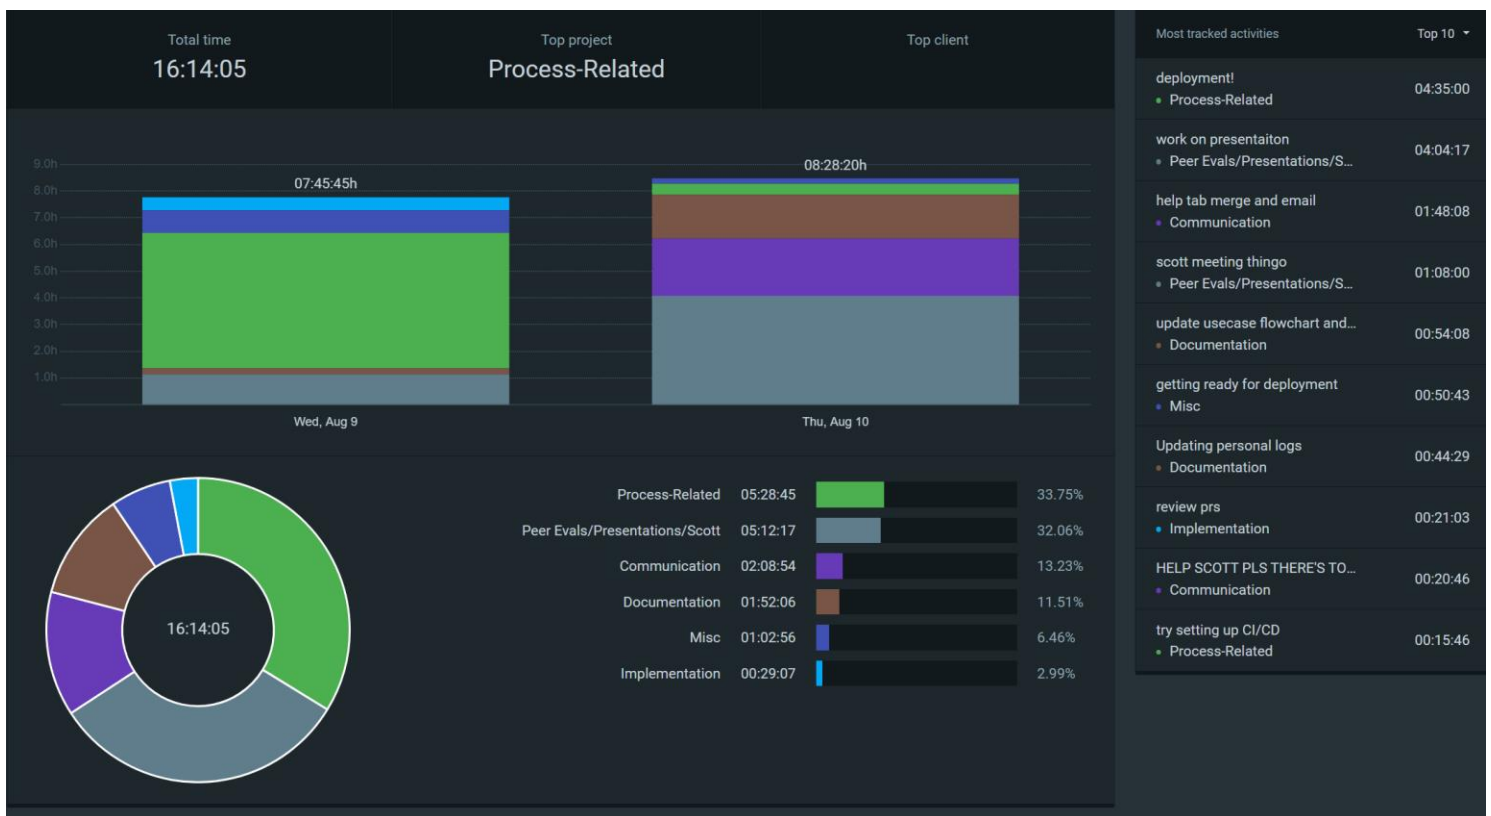 Total time
16:14:05
Top project
Process-Related
Top client
9.0h
8.0h
7.0h
6.0h
5.0h
4.0h
3.0h
2.0h
1.0h
07:45:45h
08:28:20h
Wed, Aug 9
Thu, Aug 10
16:14:05
Process-Related 05:28:45 33.75%
Peer Evals/Presentations/Scott 05:12:17 32.06%
Communication 02:08:54 13.23%
Documentation 01:52:06 11.51%
Misc 01:02:56 6.46%
Implementation 00:29:07 2.99%
Most tracked activities Top 10
deployment!
Process-Related
04:35:00
work on presentaiton
Peer Evals/Presentations/S...
04:04:17
help tab merge and email
Communication
01:48:08
scott meeting thingo
Peer Evals/Presentations/S...
01:08:00
update usecase flowchart and...
Documentation
00:54:08
getting ready for deployment
Misc
00:50:43
Updating personal logs
Documentation
00:44:29
review prs
Implementation
00:21:03
HELP SCOTT PLS THERE'S TO...
Communication
00:20:46
try setting up CI/CD
Process-Related
00:15:46